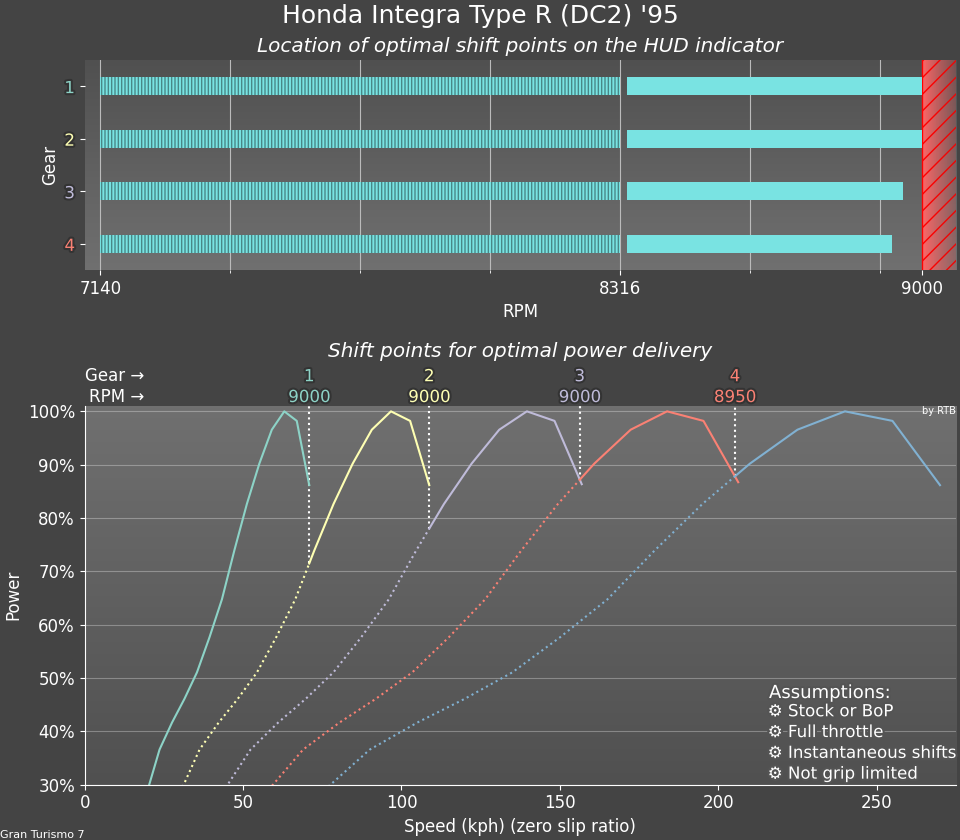 Honda Integra Type R (DC2) '95
Location of optimal shift points on the HUD indicator
Gear
1
2
3
4
7140 8316 9000
RPM
Shift points for optimal power delivery
Gear → 1 2 3 4
RPM → 9000 9000 9000 8950
by RTB
Power
100%
90%
80%
70%
60%
50%
40%
30%
Assumptions:
⚙ Stock or BoP
⚙ Full throttle
⚙ Instantaneous shifts
⚙ Not grip limited
0 50 100 150 200 250
Speed (kph) (zero slip ratio)
Gran Turismo 7